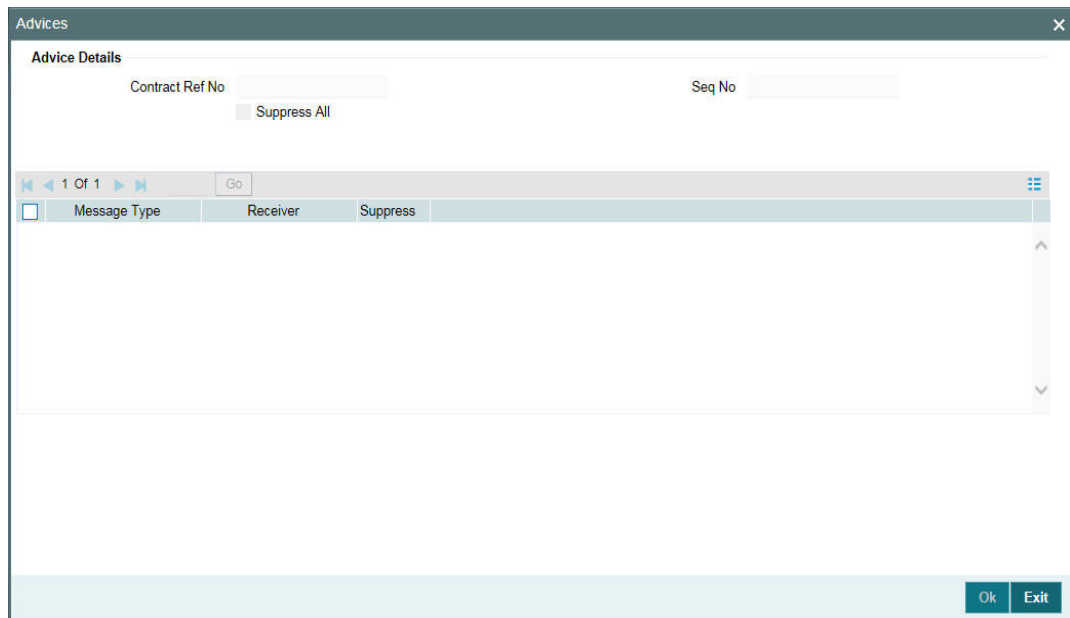 Advices
Advice Details
Contract Ref No
Seq No
Suppress All
1 Of 1
Go
Message Type Receiver Suppress
Ok Exit